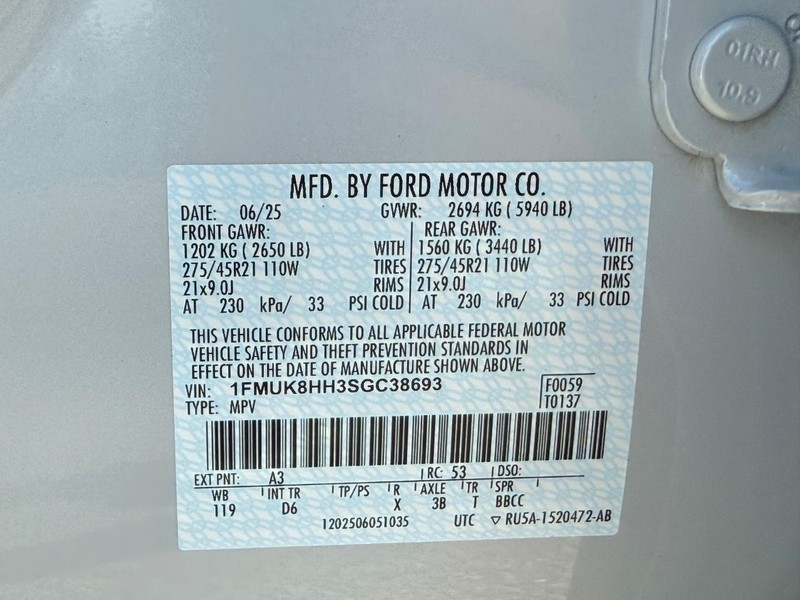 01RH
10.9
MFD. BY FORD MOTOR CO.
DATE: 06/25 GVWR: 2694 KG ( 5940 LB)
FRONT GAWR: REAR GAWR:
1202 KG ( 2650 LB) WITH 1560 KG ( 3440 LB) WITH
275/45R21 110W TIRES 275/45R21 110W TIRES
21x9.0J RIMS 21x9.0J RIMS
AT 230 kPa/ 33 PSI COLD AT 230 kPa/ 33 PSI COLD
THIS VEHICLE CONFORMS TO ALL APPLICABLE FEDERAL MOTOR
VEHICLE SAFETY AND THEFT PREVENTION STANDARDS IN
EFFECT ON THE DATE OF MANUFACTURE SHOWN ABOVE.
VIN: 1FMUK8HH3SGC38693 F0059
TYPE: MPV T0137
EXT PNT: A3 RC: 53 DSO:
WB INT TR TP/PS R AXLE TR SPR
119 D6 X 3B T BBCC
1202506051035 UTC ▽ RU5A-1520472-AB